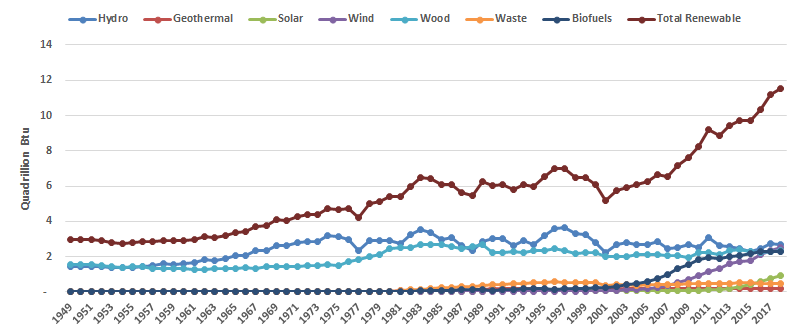 Hydro Geothermal Solar Wind Wood Waste Biofuels Total Renewable
14
12
10
8
6
4
2
-
Quadrillion Btu
1949 1951 1953 1955 1957 1959 1961 1963 1965 1967 1969 1971 1973 1975 1977 1979 1981 1983 1985 1987 1989 1991 1993 1995 1997 1999 2001 2003 2005 2007 2009 2011 2013 2015 2017